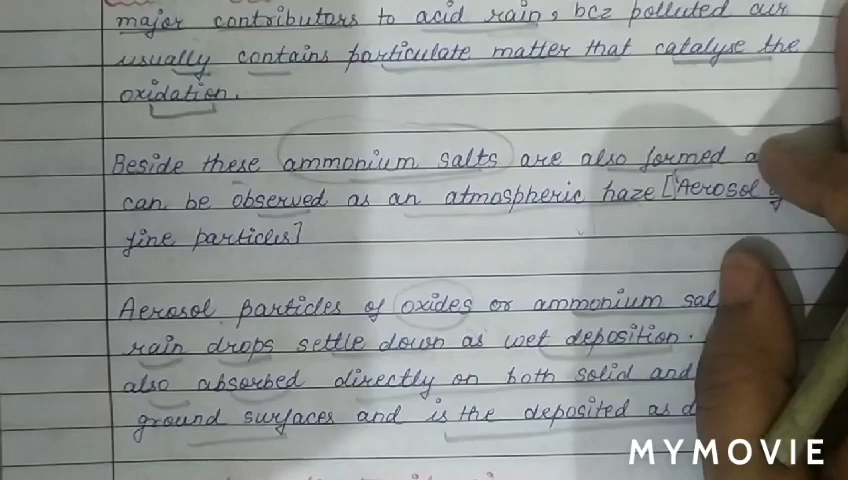 major contributors to acid rain, bcz polluted air
usually contains particulate matter that catalyse the
oxidation.
Beside these ammonium salts are also formed
can be observed as an atmospheric haze [Aerosol of
fine particles]
Aerosol particles of oxides or ammonium
rain drops settle down as wet deposition.
also absorbed directly on both solid and
ground surfaces and is the deposited as
MYMOVIE